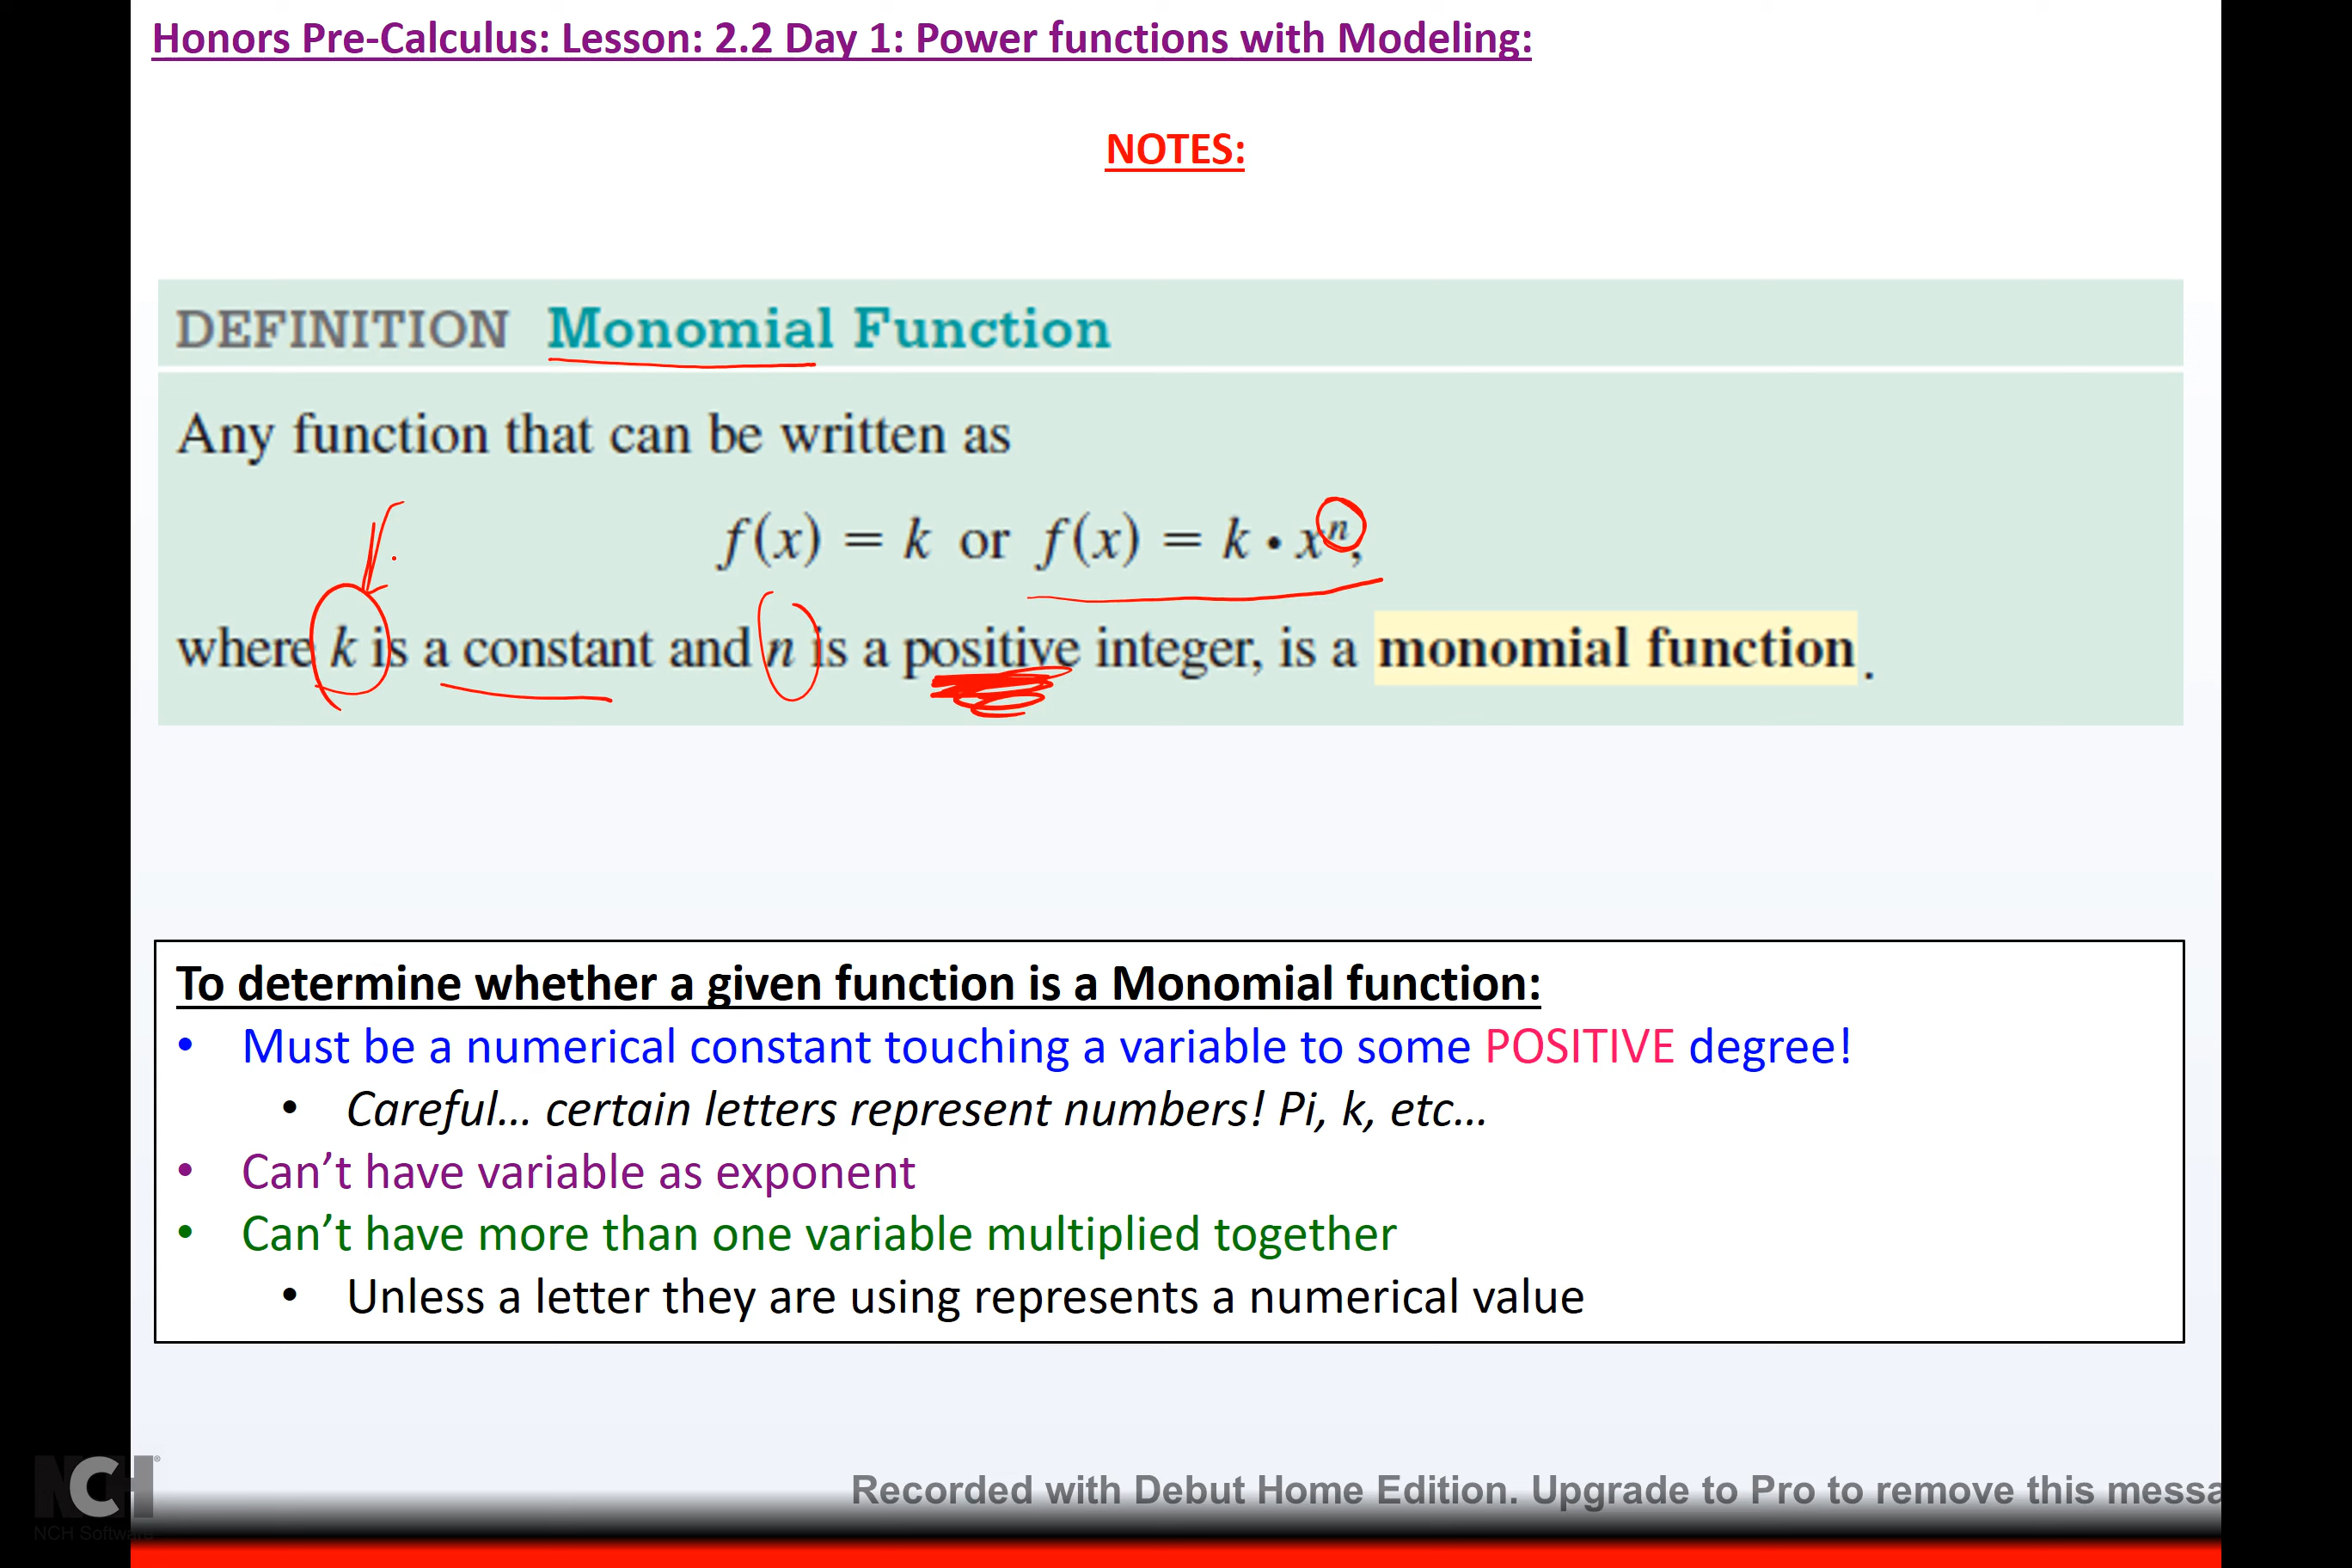 Honors Pre-Calculus: Lesson: 2.2 Day 1: Power functions with Modeling:
NOTES:
DEFINITION Monomial Function
Any function that can be written as
f(x) = k or f(x) = k • xⁿ,
where k is a constant and n is a positive integer, is a monomial function.
To determine whether a given function is a Monomial function:
• Must be a numerical constant touching a variable to some POSITIVE degree!
• Careful... certain letters represent numbers! Pi, k, etc...
• Can't have variable as exponent
• Can't have more than one variable multiplied together
• Unless a letter they are using represents a numerical value
NCH®
NCH Software
Recorded with Debut Home Edition. Upgrade to Pro to remove this messa